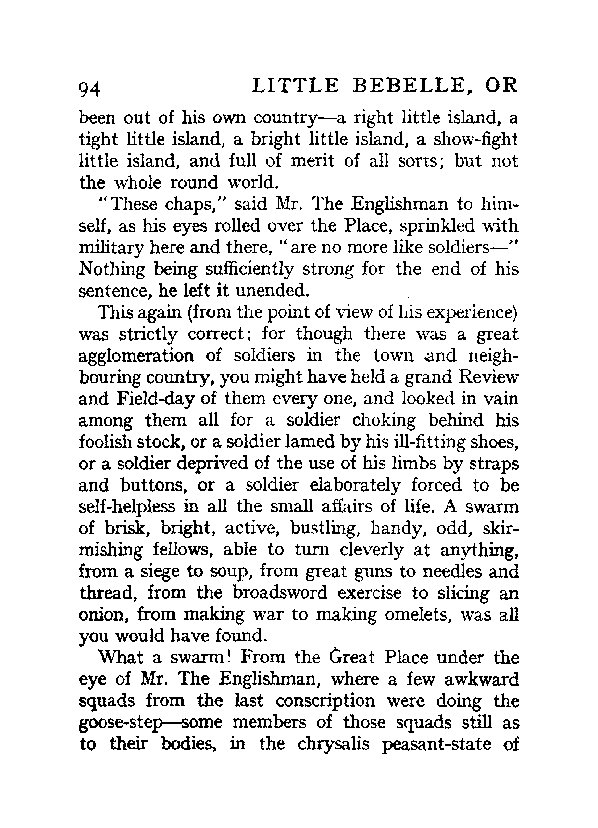 94 LITTLE BEBELLE, OR
been out of his own country—a right little island, a
tight little island, a bright little island, a show-fight
little island, and full of merit of all sorts; but not
the whole round world.
"These chaps," said Mr. The Englishman to him-
self, as his eyes rolled over the Place, sprinkled with
military here and there, "are no more like soldiers—"
Nothing being sufficiently strong for the end of his
sentence, he left it unended.
This again (from the point of view of his experience)
was strictly correct; for though there was a great
agglomeration of soldiers in the town and neigh-
bouring country, you might have held a grand Review
and Field-day of them every one, and looked in vain
among them all for a soldier choking behind his
foolish stock, or a soldier lamed by his ill-fitting shoes,
or a soldier deprived of the use of his limbs by straps
and buttons, or a soldier elaborately forced to be
self-helpless in all the small affairs of life. A swarm
of brisk, bright, active, bustling, handy, odd, skir-
mishing fellows, able to turn cleverly at anything,
from a siege to soup, from great guns to needles and
thread, from the broadsword exercise to slicing an
onion, from making war to making omelets, was all
you would have found.
What a swarm! From the Great Place under the
eye of Mr. The Englishman, where a few awkward
squads from the last conscription were doing the
goose-step—some members of those squads still as
to their bodies, in the chrysalis peasant-state of